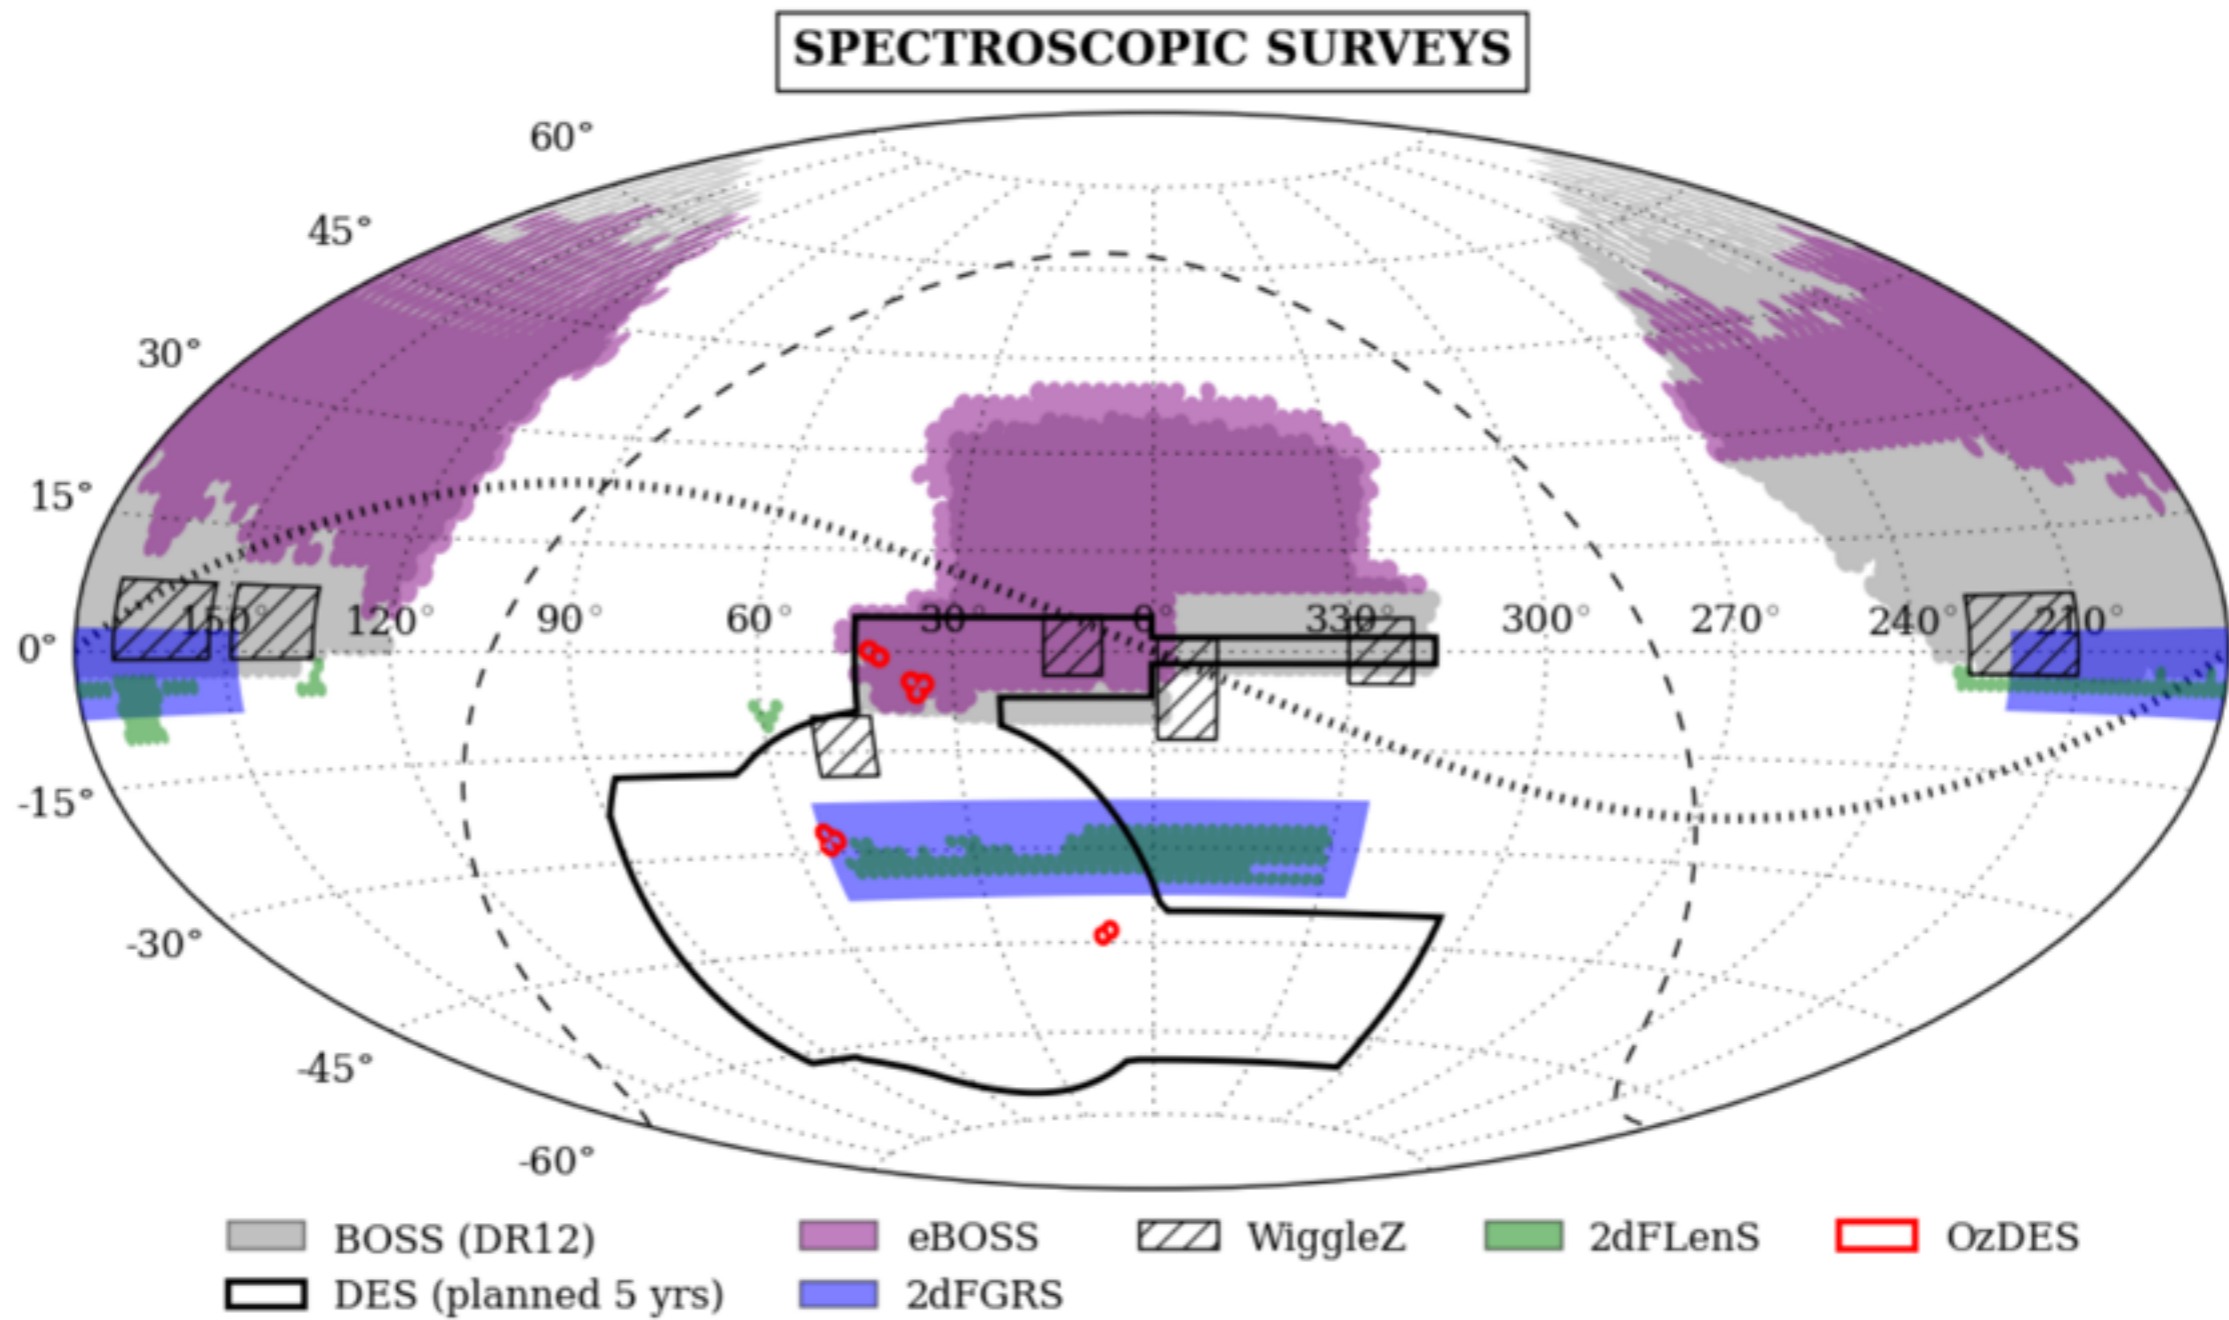 SPECTROSCOPIC SURVEYS
60°
45°
30°
15°
0°
-15°
-30°
-45°
-60°
150° 120° 90° 60° 30° 0° 330° 300° 270° 240° 210°
BOSS (DR12) eBOSS WiggleZ 2dFLenS OzDES
DES (planned 5 yrs) 2dFGRS